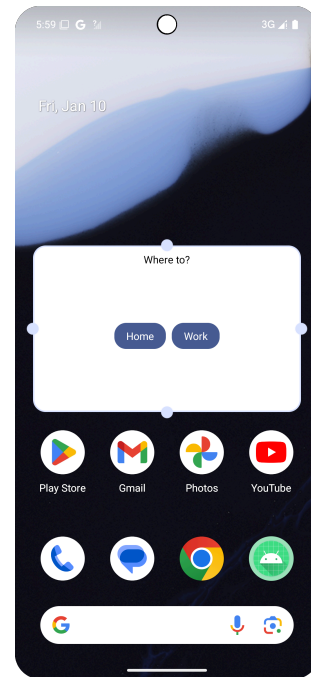 5:59 G 3G
Fri, Jan 10
Where to?
Home Work
Play Store Gmail Photos YouTube
G